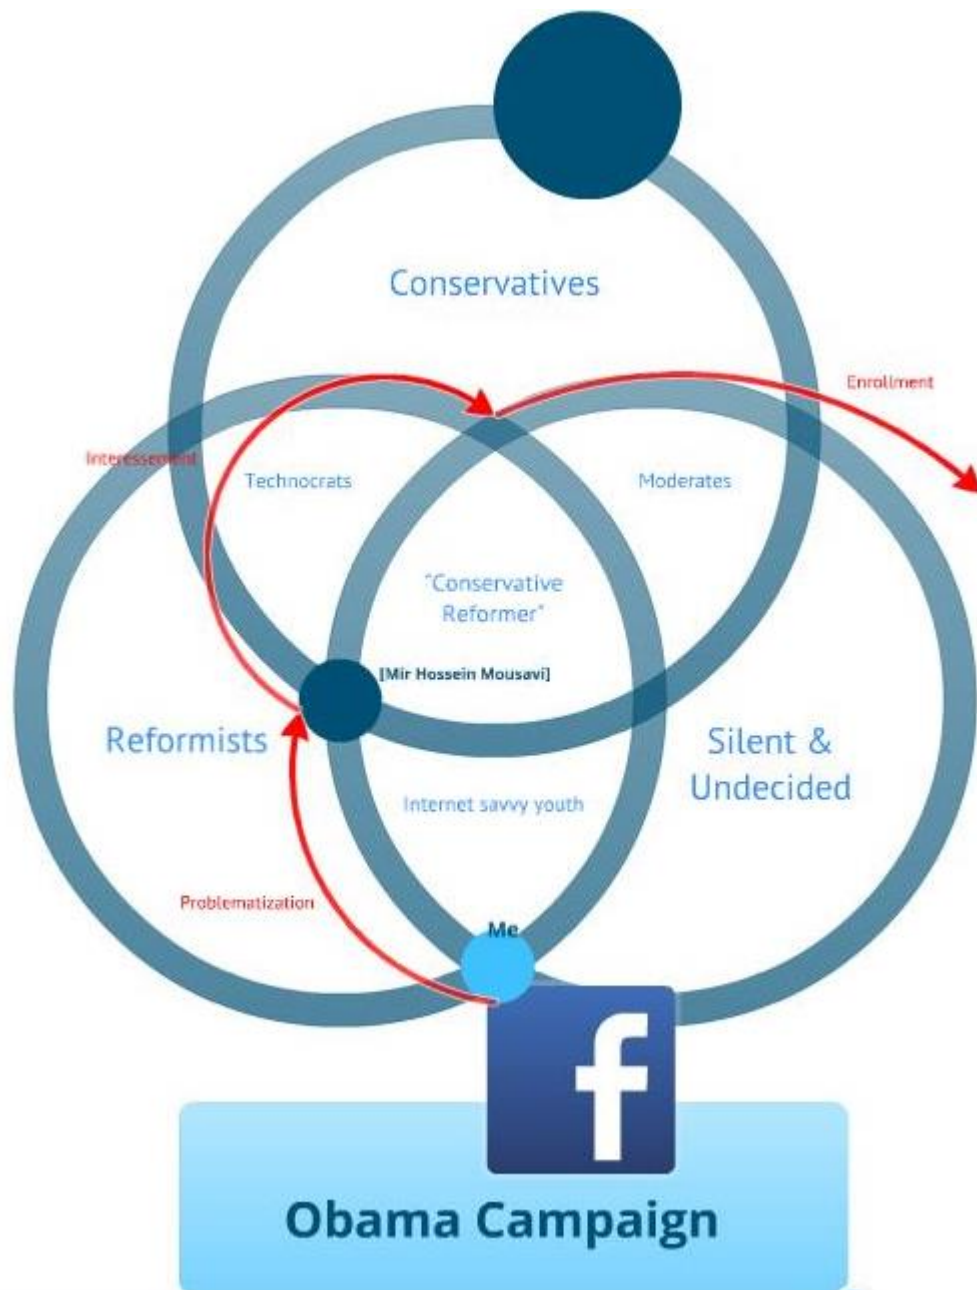 Conservatives
Enrollment
Interessement
Technocrats
Moderates
"Conservative
Reformer"
[Mir Hossein Mousavi]
Reformists
Silent &
Undecided
Internet savvy youth
Problematization
Me
f
Obama Campaign